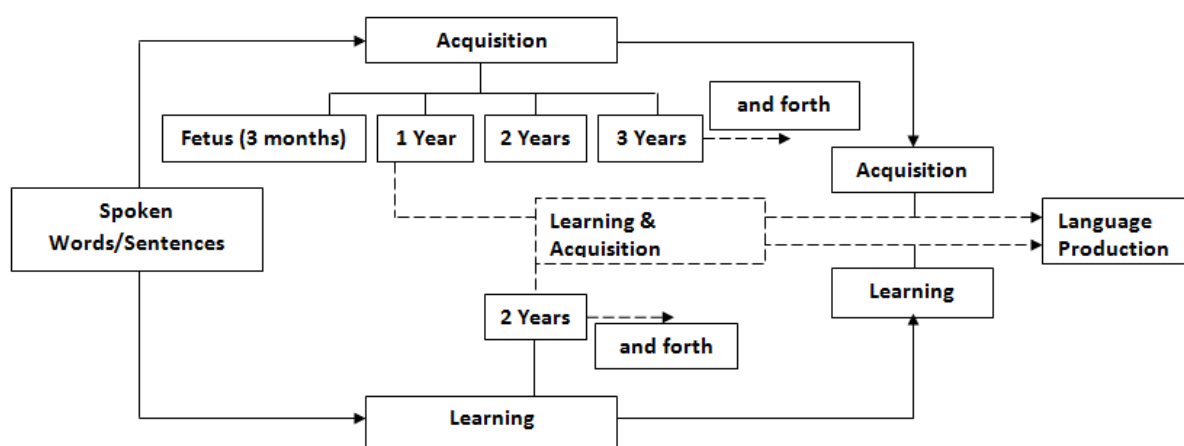 Acquisition
and forth
Fetus (3 months)
1 Year
2 Years
3 Years
Acquisition
Spoken
Words/Sentences
Learning &
Acquisition
Language
Production
Learning
2 Years
and forth
Learning